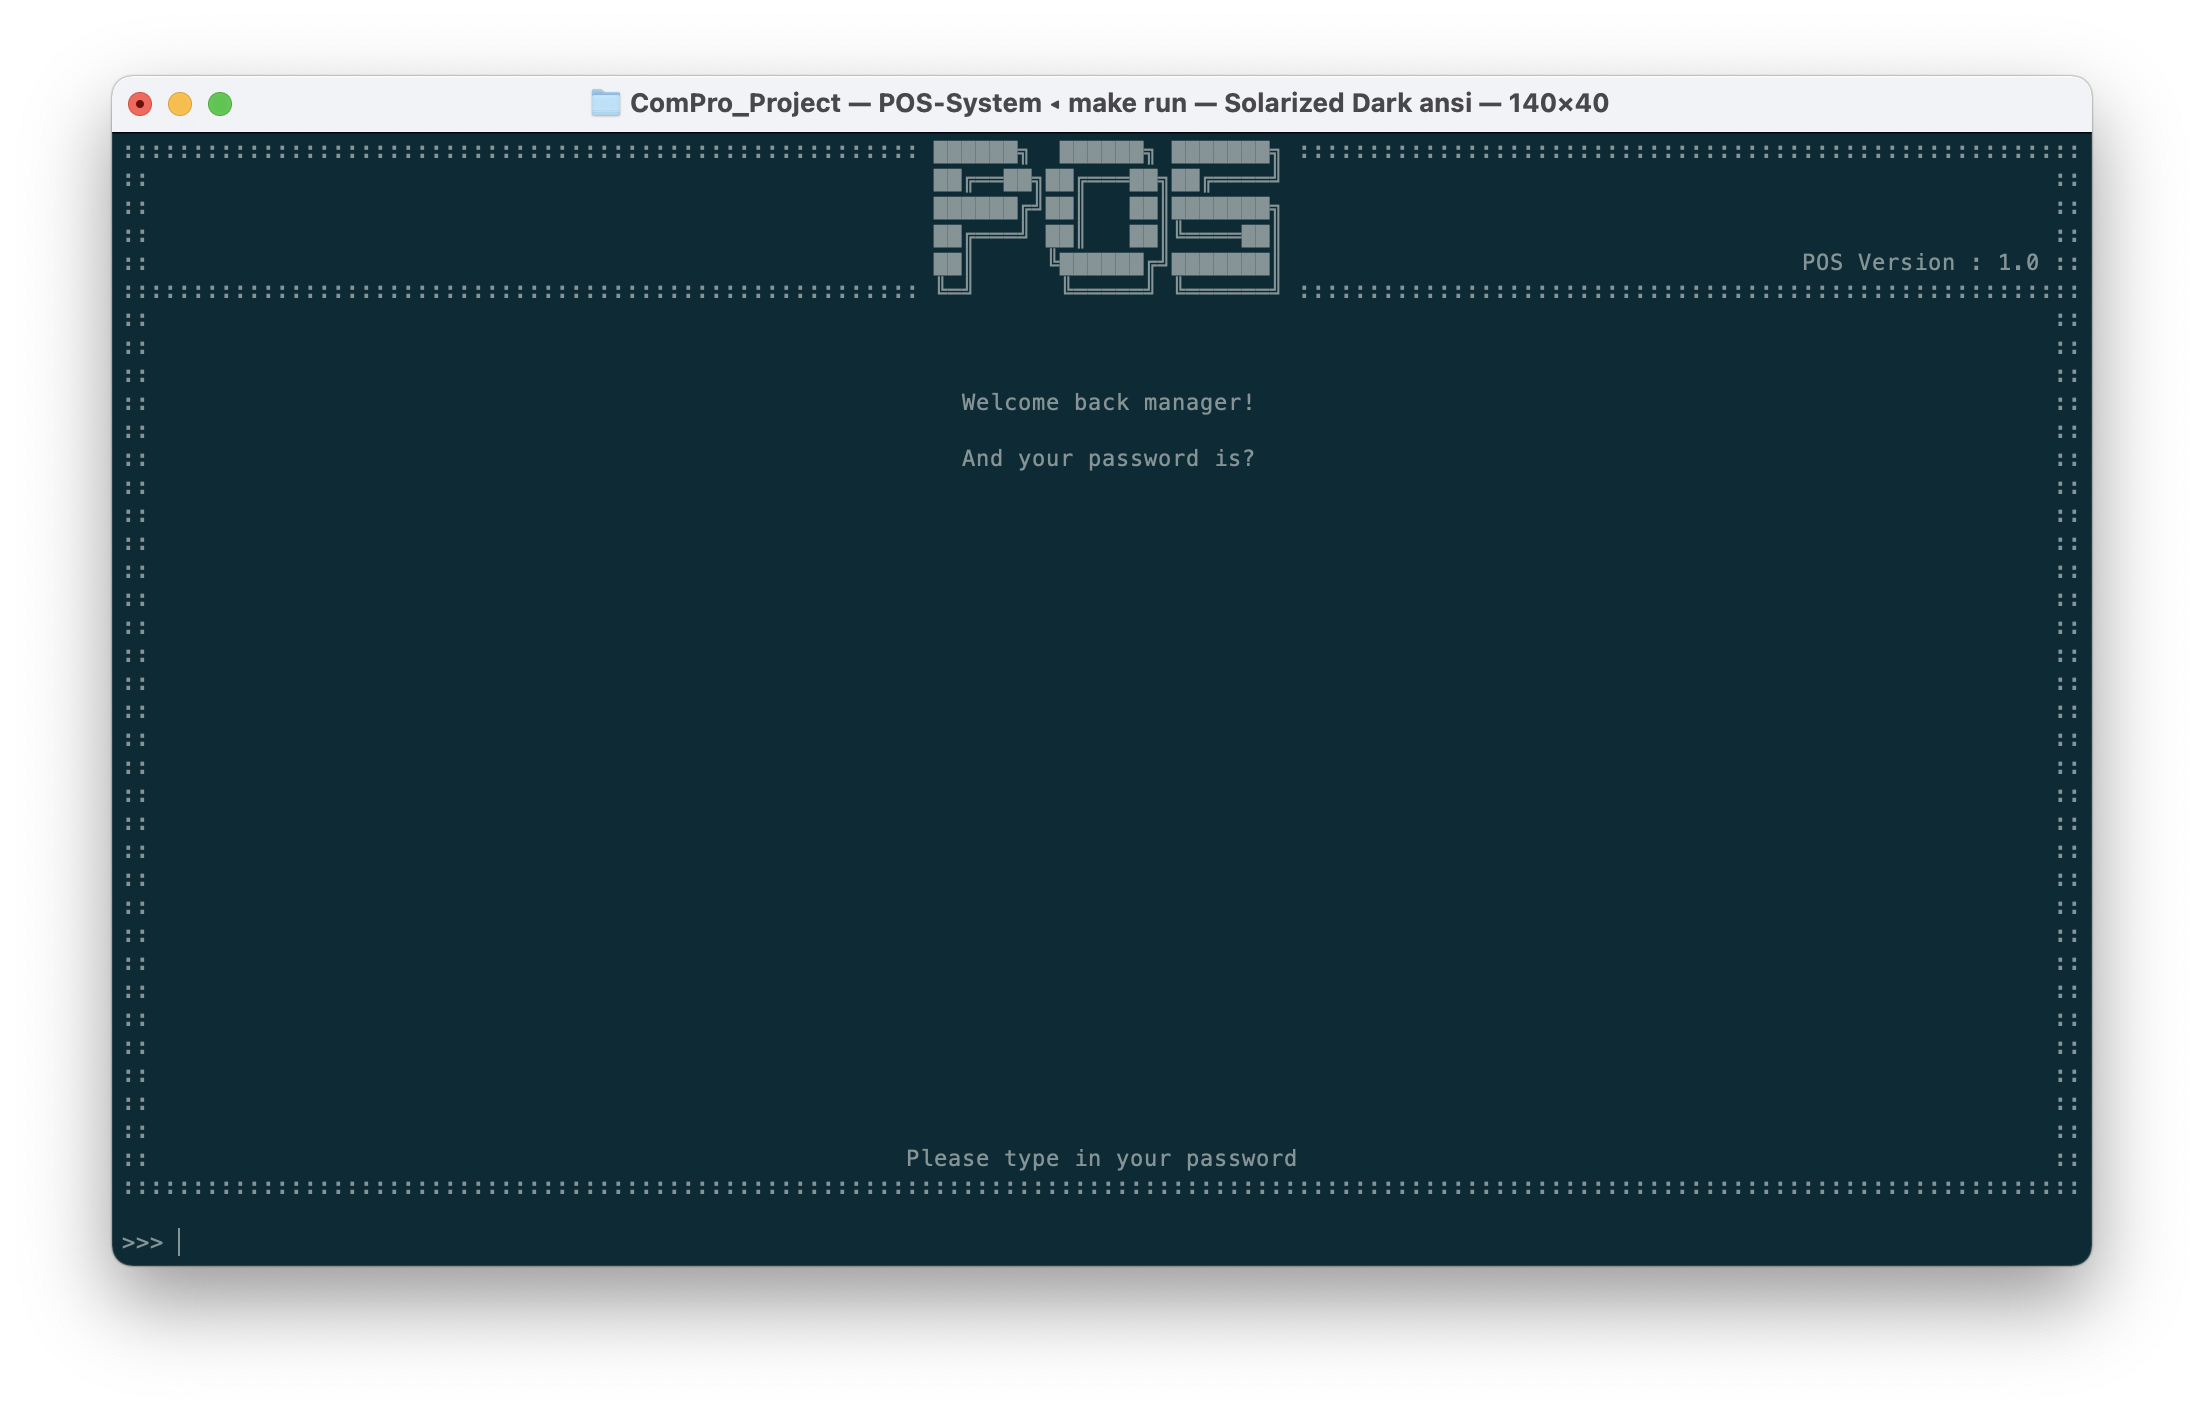 ComPro_Project — POS-System ◂ make run — Solarized Dark ansi — 140×40
POS
POS Version : 1.0
Welcome back manager!
And your password is?
Please type in your password
>>>